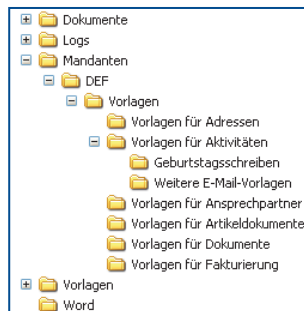 Dokumente
Logs
Mandanten
DEF
Vorlagen
Vorlagen für Adressen
Vorlagen für Aktivitäten
Geburtstagsschreiben
Weitere E-Mail-Vorlagen
Vorlagen für Ansprechpartner
Vorlagen für Artikeldokumente
Vorlagen für Dokumente
Vorlagen für Fakturierung
Vorlagen
Word